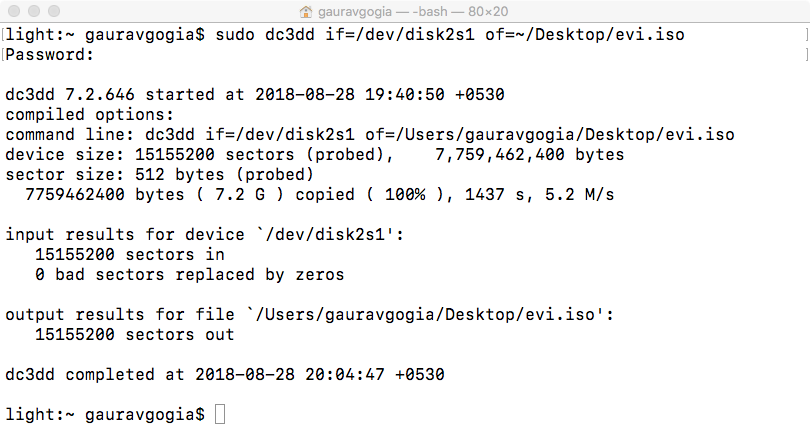 gauravgogia — -bash — 80×20
[light:~ gauravgogia$ sudo dc3dd if=/dev/disk2s1 of=~/Desktop/evi.iso ]
[Password: ]

dc3dd 7.2.646 started at 2018-08-28 19:40:50 +0530
compiled options:
command line: dc3dd if=/dev/disk2s1 of=/Users/gauravgogia/Desktop/evi.iso
device size: 15155200 sectors (probed),    7,759,462,400 bytes
sector size: 512 bytes (probed)
  7759462400 bytes ( 7.2 G ) copied ( 100% ), 1437 s, 5.2 M/s

input results for device `/dev/disk2s1':
   15155200 sectors in
   0 bad sectors replaced by zeros

output results for file `/Users/gauravgogia/Desktop/evi.iso':
   15155200 sectors out

dc3dd completed at 2018-08-28 20:04:47 +0530

light:~ gauravgogia$